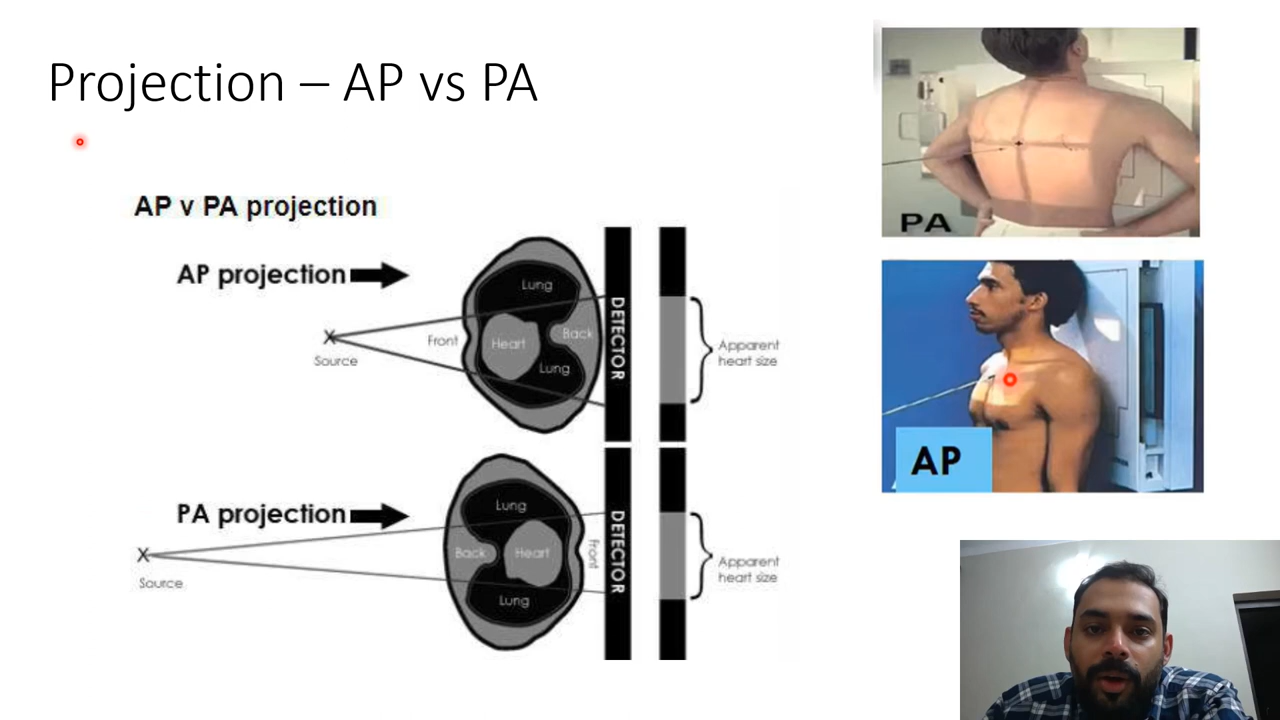 Projection – AP vs PA
AP v PA projection
AP projection
Lung
Front
Heart
Back
Lung
X
Source
DETECTOR
Apparent
heart size
PA projection
Lung
Back
Heart
Front
Lung
X
Source
DETECTOR
Apparent
heart size
PA
AP